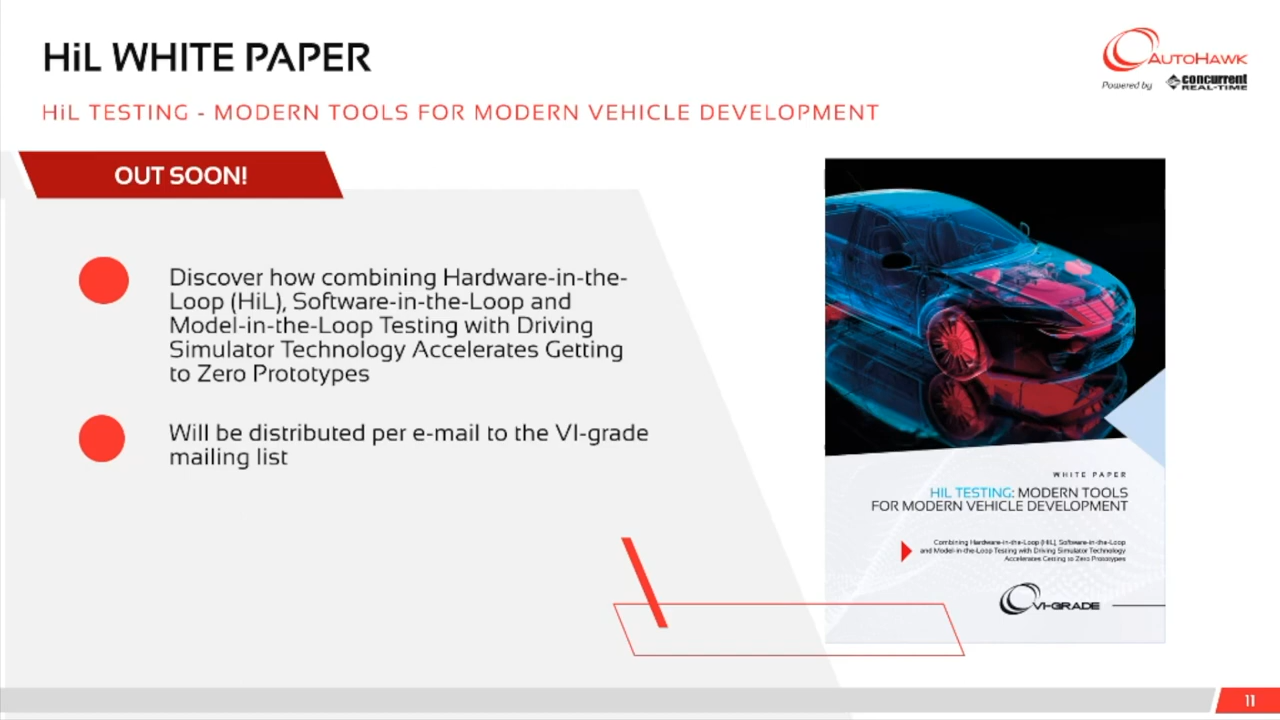 HiL WHITE PAPER
HiL TESTING - MODERN TOOLS FOR MODERN VEHICLE DEVELOPMENT
AUTOHAWK
Powered by concurrent
REAL-TIME
OUT SOON!
Discover how combining Hardware-in-the-
Loop (HiL), Software-in-the-Loop and
Model-in-the-Loop Testing with Driving
Simulator Technology Accelerates Getting
to Zero Prototypes
Will be distributed per e-mail to the VI-grade
mailing list
WHITE PAPER
HIL TESTING: MODERN TOOLS
FOR MODERN VEHICLE DEVELOPMENT
Combining Hardware-in-the-Loop (HiL), Software-in-the-Loop
and Model-in-the-Loop Testing with Driving Simulator Technology
Accelerates Getting to Zero Prototypes
VI-GRADE
11